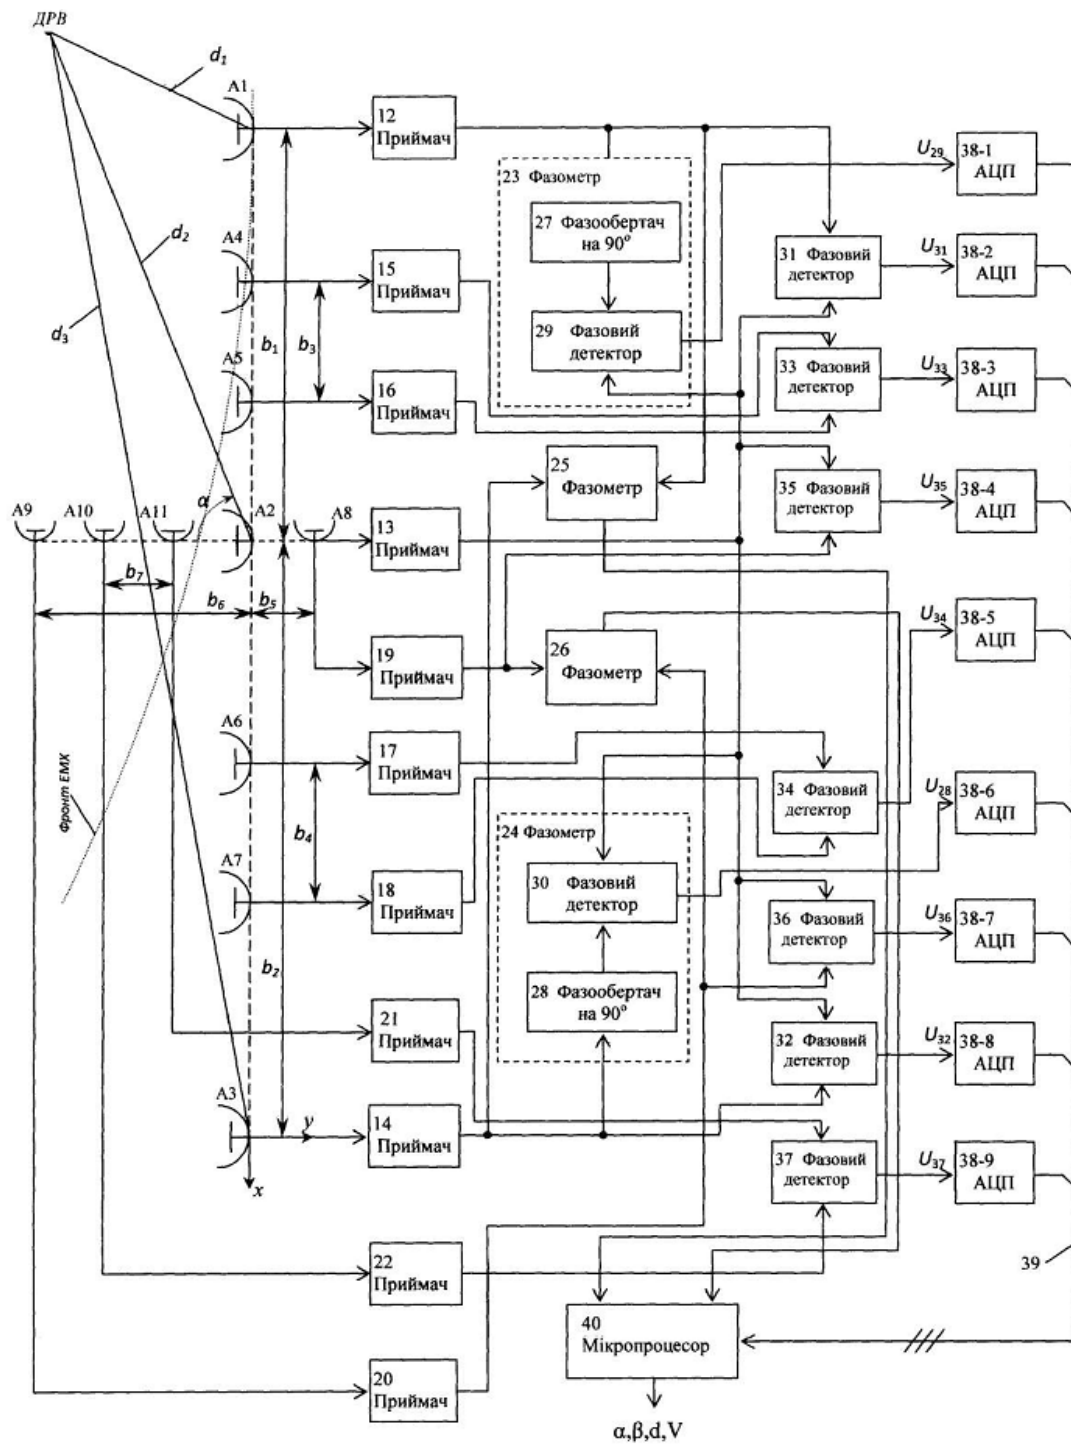 ДРВ
d₁
A1
12
Приймач
U₂₉
38-1
АЦП
23 Фазометр
27 Фазообертач
на 90°
d₂
A4
15
Приймач
31 Фазовий
детектор
U₃₁
38-2
АЦП
d₃
b₁
b₃
29 Фазовий
детектор
A5
16
Приймач
33 Фазовий
детектор
U₃₃
38-3
АЦП
25
Фазометр
35 Фазовий
детектор
U₃₅
38-4
АЦП
α
A9
A10
A11
A2
A8
13
Приймач
b₇
b₆
b₅
19
Приймач
26
Фазометр
U₃₄
38-5
АЦП
A6
17
Приймач
34 Фазовий
детектор
Фронт ЕМХ
b₄
24 Фазометр
U₂₈
38-6
АЦП
A7
18
Приймач
30 Фазовий
детектор
36 Фазовий
детектор
U₃₆
38-7
АЦП
b₂
28 Фазообертач
на 90°
21
Приймач
32 Фазовий
детектор
U₃₂
38-8
АЦП
A3
y
x
14
Приймач
37 Фазовий
детектор
U₃₇
38-9
АЦП
22
Приймач
39
40
Мікропроцесор
20
Приймач
α,β,d,V